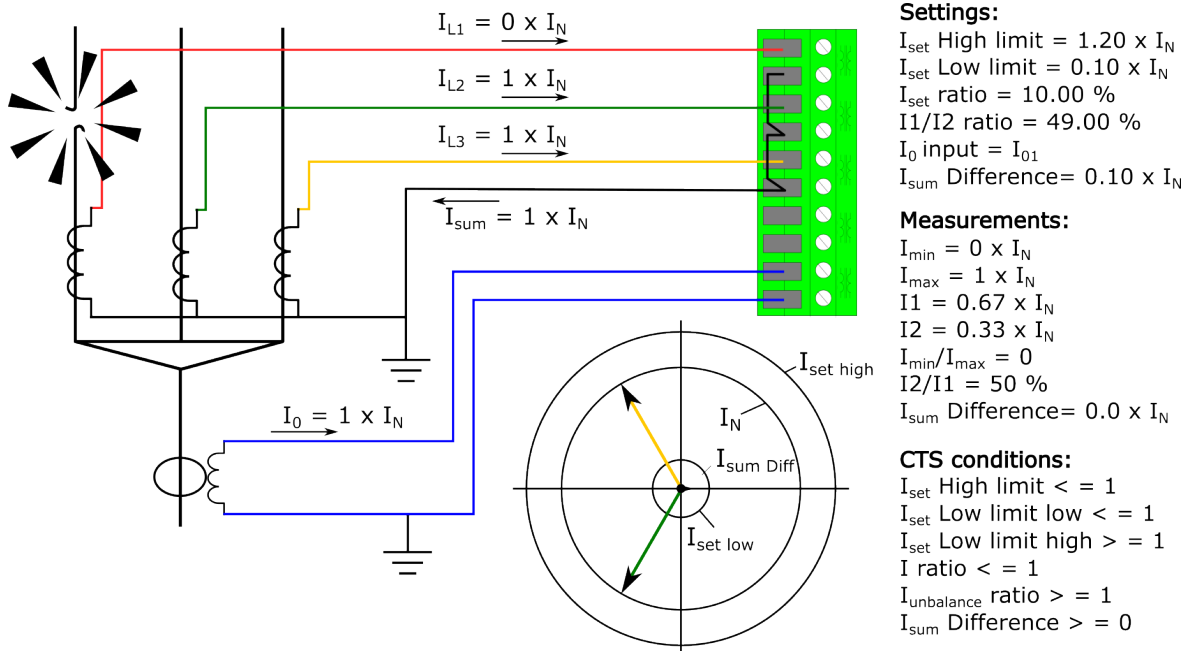 I_L1 = 0 x I_N
I_L2 = 1 x I_N
I_L3 = 1 x I_N
I_sum = 1 x I_N
I_0 = 1 x I_N
I_set high
I_N
I_sum Diff
I_set low
Settings:
I_set High limit = 1.20 x I_N
I_set Low limit = 0.10 x I_N
I_set ratio = 10.00 %
I1/I2 ratio = 49.00 %
I_0 input = I_01
I_sum Difference= 0.10 x I_N
Measurements:
I_min = 0 x I_N
I_max = 1 x I_N
I1 = 0.67 x I_N
I2 = 0.33 x I_N
I_min/I_max = 0
I2/I1 = 50 %
I_sum Difference= 0.0 x I_N
CTS conditions:
I_set High limit < = 1
I_set Low limit low < = 1
I_set Low limit high > = 1
I ratio < = 1
I_unbalance ratio > = 1
I_sum Difference > = 0